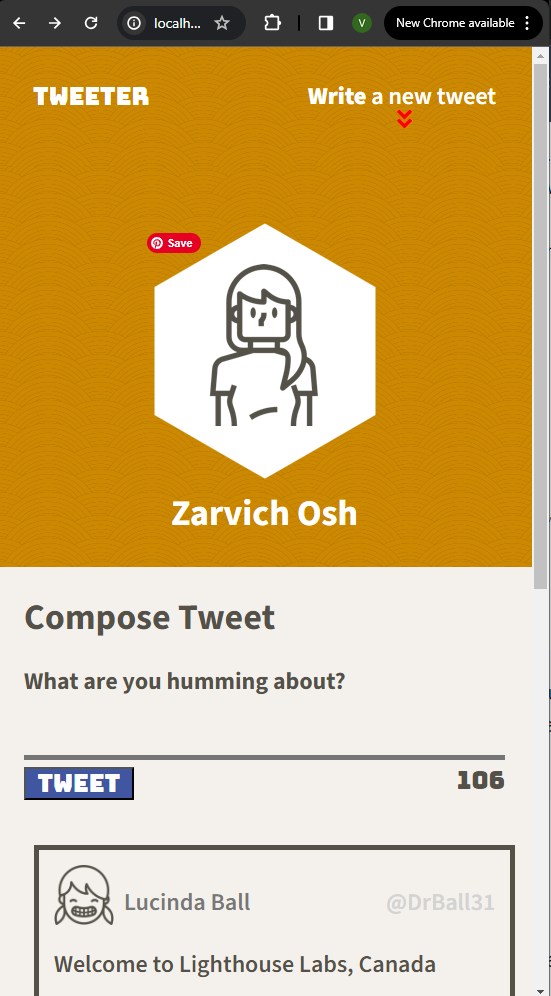 localh...
V
New Chrome available
TWEETER
Write a new tweet
Save
Zarvich Osh
Compose Tweet
What are you humming about?
TWEET
106
Lucinda Ball
@DrBall31
Welcome to Lighthouse Labs, Canada